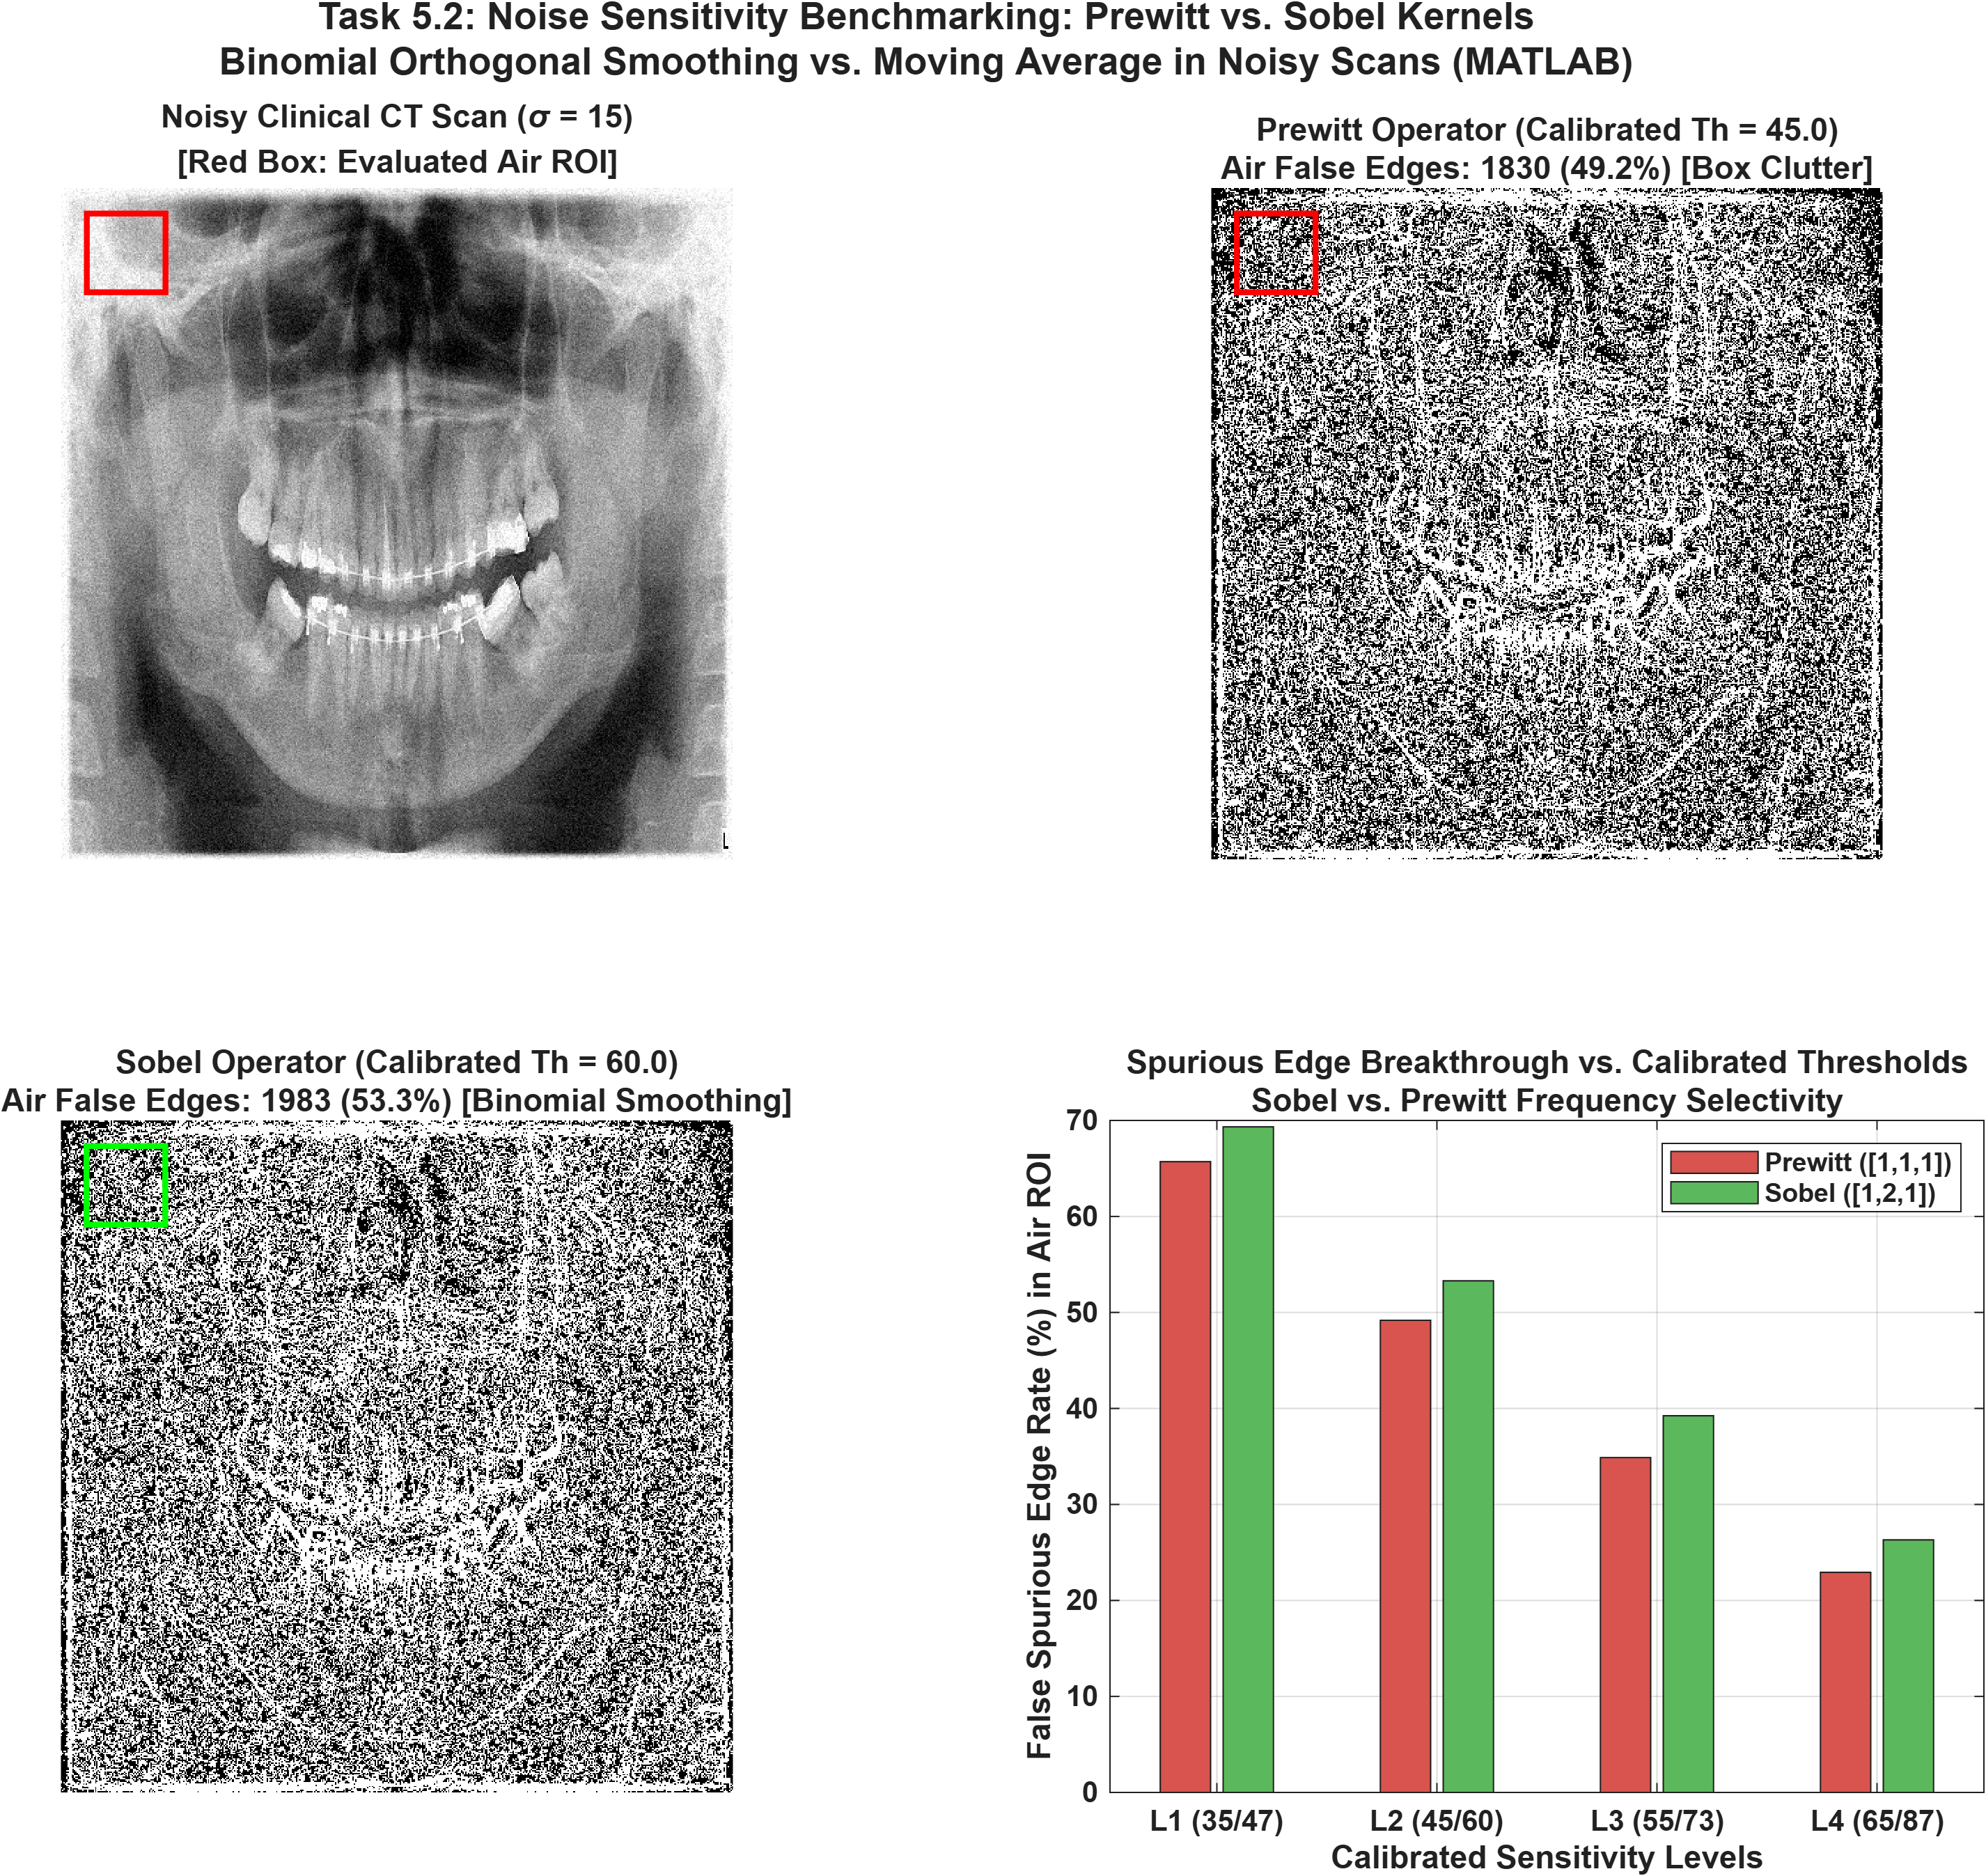 Task 5.2: Noise Sensitivity Benchmarking: Prewitt vs. Sobel Kernels
Binomial Orthogonal Smoothing vs. Moving Average in Noisy Scans (MATLAB)
Noisy Clinical CT Scan (σ = 15)
[Red Box: Evaluated Air ROI]
L
Prewitt Operator (Calibrated Th = 45.0)
Air False Edges: 1830 (49.2%) [Box Clutter]
Sobel Operator (Calibrated Th = 60.0)
Air False Edges: 1983 (53.3%) [Binomial Smoothing]
Spurious Edge Breakthrough vs. Calibrated Thresholds
Sobel vs. Prewitt Frequency Selectivity
False Spurious Edge Rate (%) in Air ROI
70
60
50
40
30
20
10
0
Prewitt ([1,1,1])
Sobel ([1,2,1])
L1 (35/47) L2 (45/60) L3 (55/73) L4 (65/87)
Calibrated Sensitivity Levels